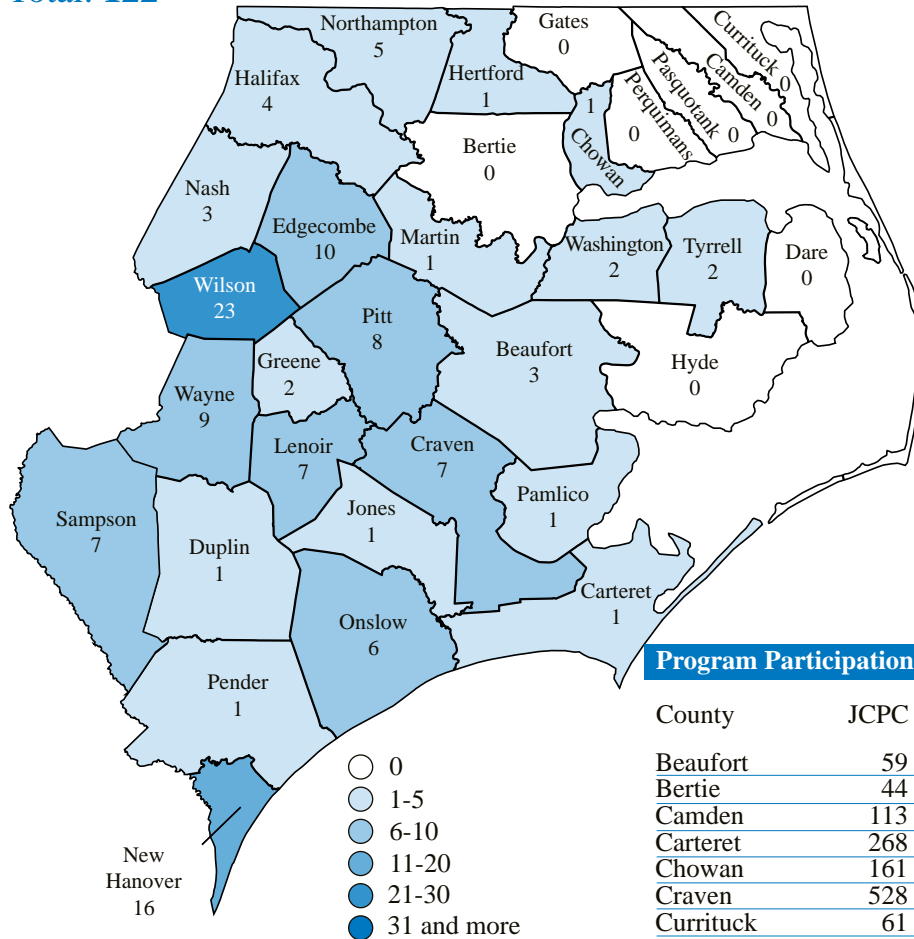 Total: 122
Northampton
5
Gates
0
Currituck
0
Camden
0
Pasquotank
0
Perquimans
0
Hertford
1
Halifax
4
1
Chowan
Bertie
0
Nash
3
Edgecombe
10
Martin
1
Washington
2
Tyrrell
2
Dare
0
Wilson
23
Pitt
8
Greene
2
Beaufort
3
Hyde
0
Wayne
9
Lenoir
7
Craven
7
Pamlico
1
Jones
1
Sampson
7
Duplin
1
Carteret
1
Onslow
6
Pender
1
New
Hanover
16
0
1-5
6-10
11-20
21-30
31 and more
Program Participation
County JCPC
Beaufort 59
Bertie 44
Camden 113
Carteret 268
Chowan 161
Craven 528
Currituck 61